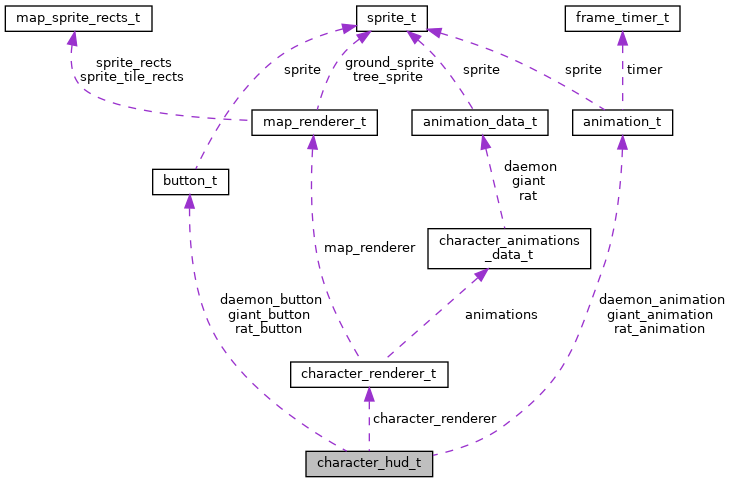 map_sprite_rects_t
sprite_t
frame_timer_t
sprite_rects
sprite_tile_rects
sprite
ground_sprite
tree_sprite
sprite
sprite
timer
map_renderer_t
animation_data_t
animation_t
button_t
daemon
giant
rat
map_renderer
character_animations
_data_t
daemon_button
giant_button
rat_button
animations
daemon_animation
giant_animation
rat_animation
character_renderer_t
character_renderer
character_hud_t